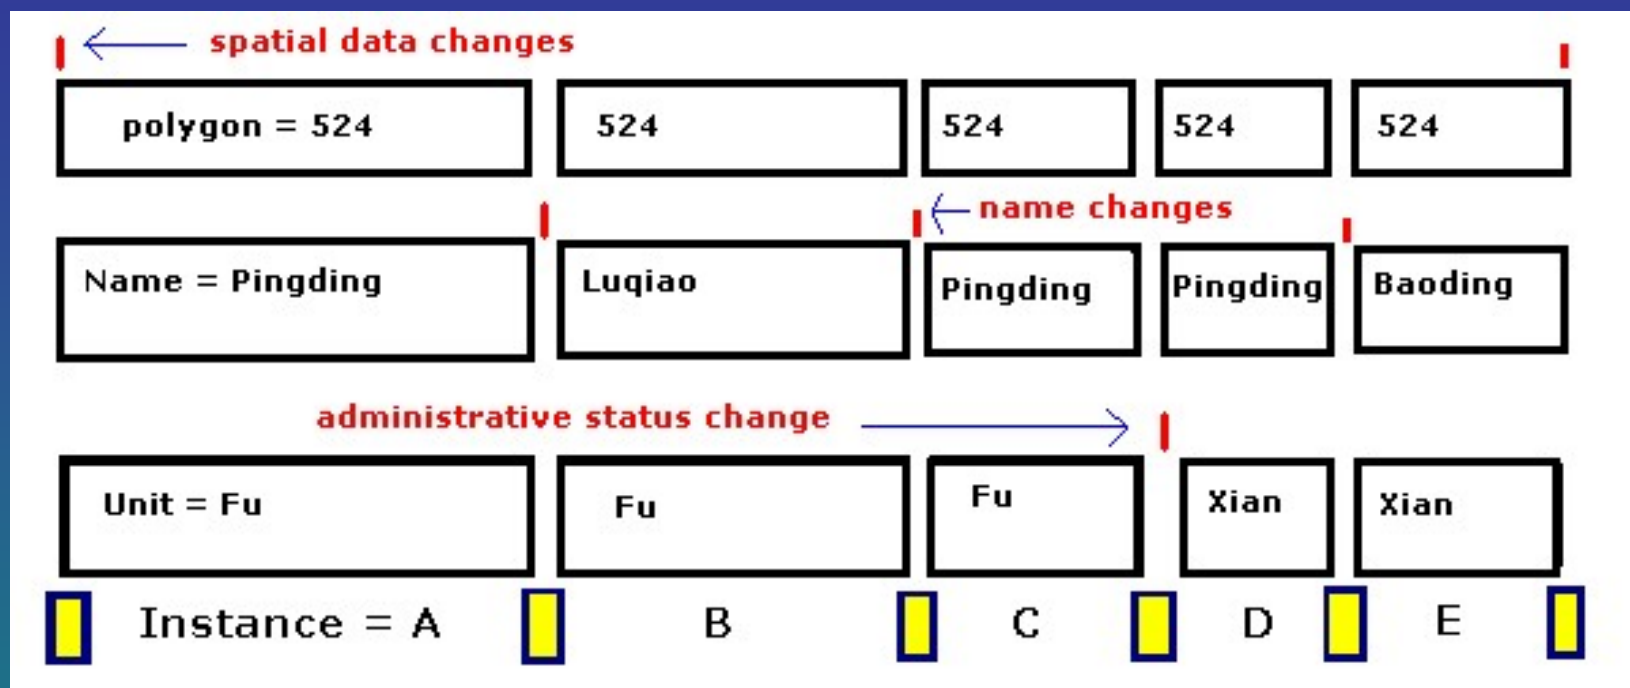 spatial data changes
polygon = 524 524 524 524 524
name changes
Name = Pingding Luqiao Pingding Pingding Baoding
administrative status change
Unit = Fu Fu Fu Xian Xian
Instance = A B C D E